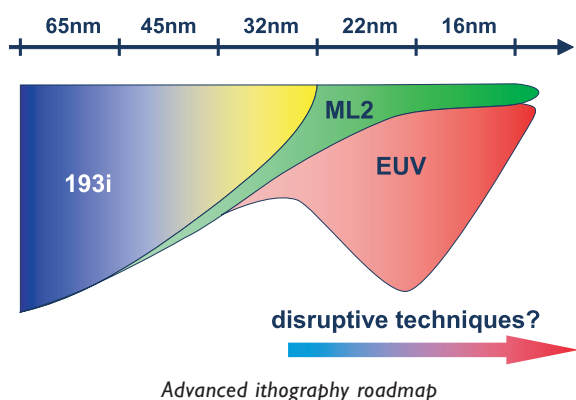 65nm 45nm 32nm 22nm 16nm
ML2
193i
EUV
disruptive techniques?
Advanced ithography roadmap